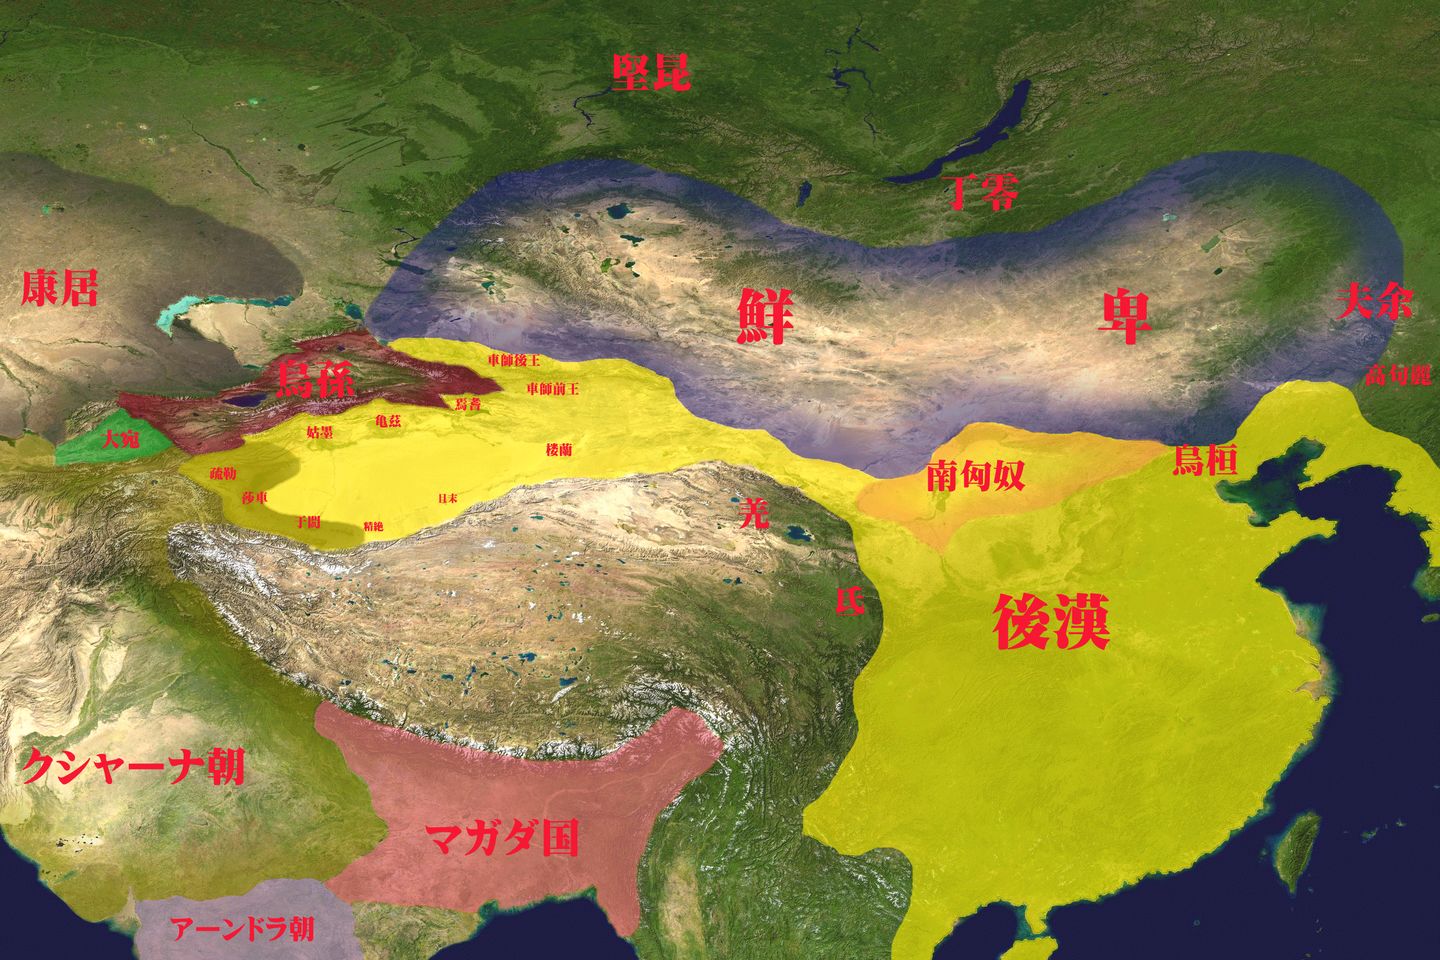 堅昆
丁零
康居
鮮卑
夫余
高句麗
烏孫
車師後王
車師前王
焉耆
亀茲
姑墨
大宛
楼蘭
疏勒
莎車
于闐
精絶
且末
南匈奴
烏桓
羌
氐
後漢
クシャーナ朝
マガダ国
アーンドラ朝